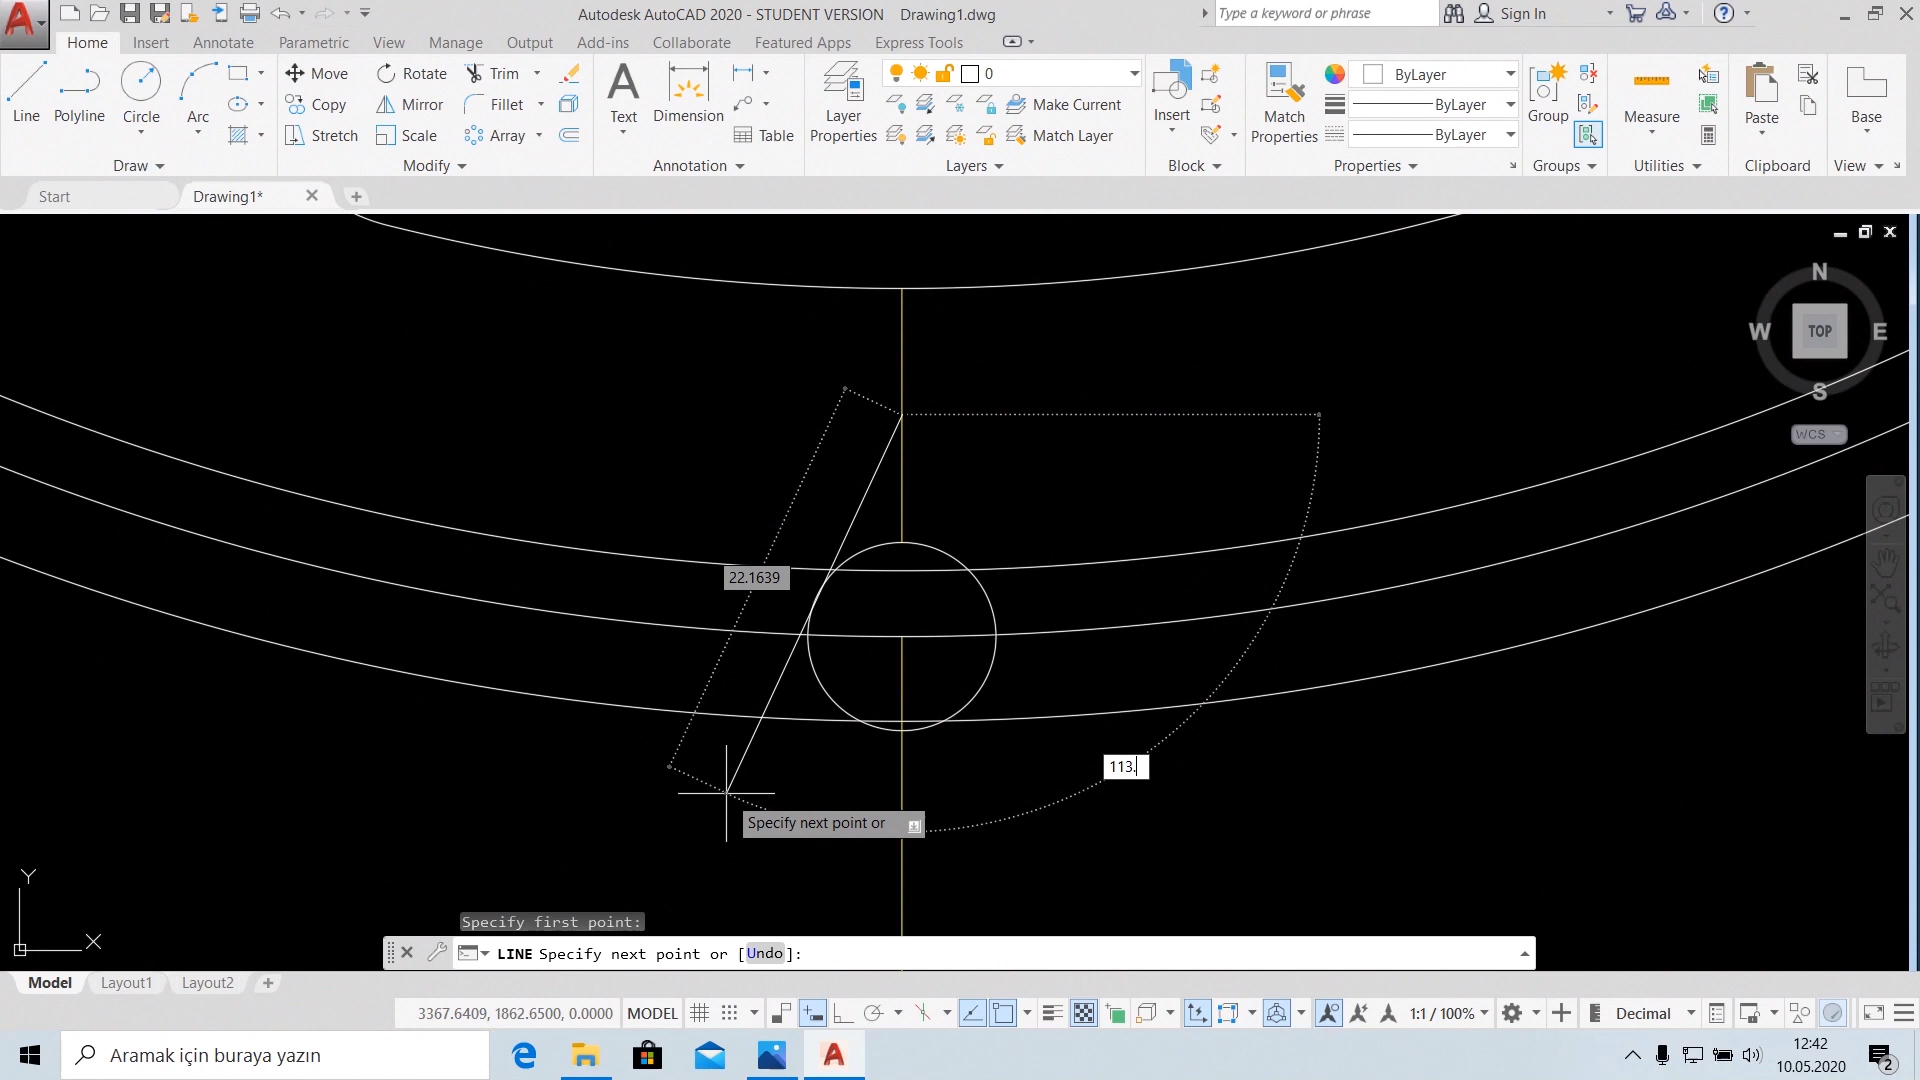 Autodesk AutoCAD 2020 - STUDENT VERSION Drawing1.dwg
Type a keyword or phrase
Sign In
Home Insert Annotate Parametric View Manage Output Add-ins Collaborate Featured Apps Express Tools
Line Polyline Circle Arc
Move Rotate Trim
Copy Mirror Fillet
Stretch Scale Array
Text Dimension Table
Layer Properties
0
Make Current
Match Layer
Insert
Match Properties
ByLayer
ByLayer
ByLayer
Group
Measure
Paste
Base
Draw Modify Annotation Layers Block Properties Groups Utilities Clipboard View
Start Drawing1*
N
W TOP E
S
WCS
22.1639
113.
Specify next point or
Y
X
Specify first point:
LINE Specify next point or [Undo]:
Model Layout1 Layout2
3367.6409, 1862.6500, 0.0000 MODEL 1:1 / 100% Decimal
Aramak için buraya yazın
12:42
10.05.2020
2